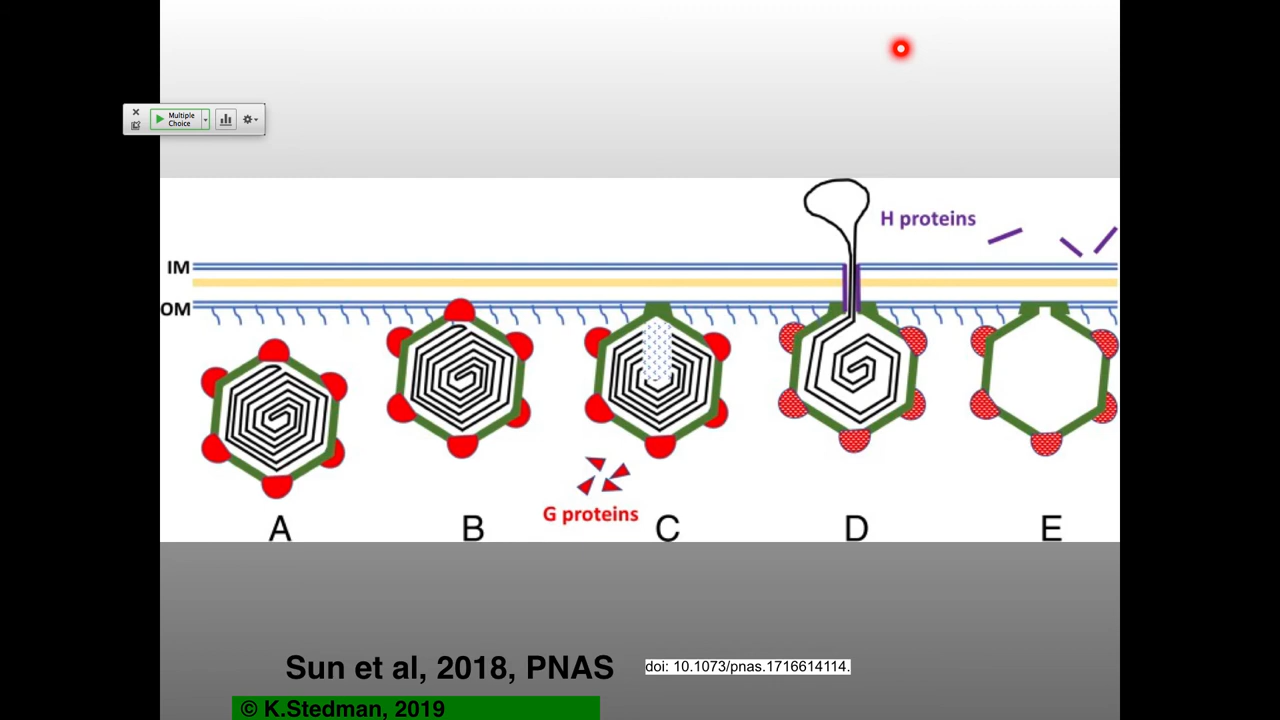 Multiple
Choice
H proteins
IM
OM
G proteins
A B C D E
Sun et al, 2018, PNAS
doi: 10.1073/pnas.1716614114.
© K.Stedman, 2019